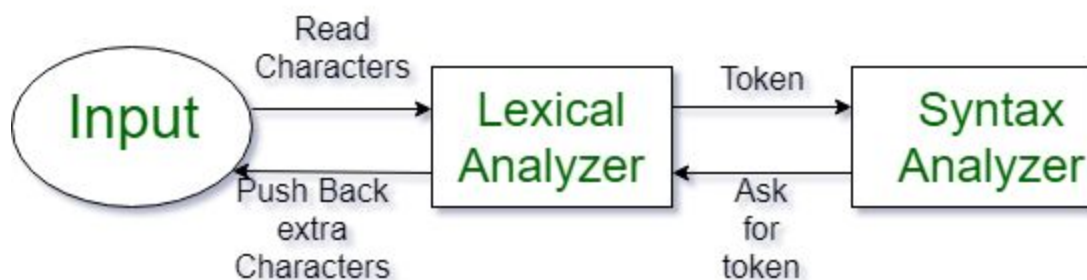 Read
Characters
Input
Push Back
extra
Characters
Lexical
Analyzer
Token
Ask
for
token
Syntax
Analyzer